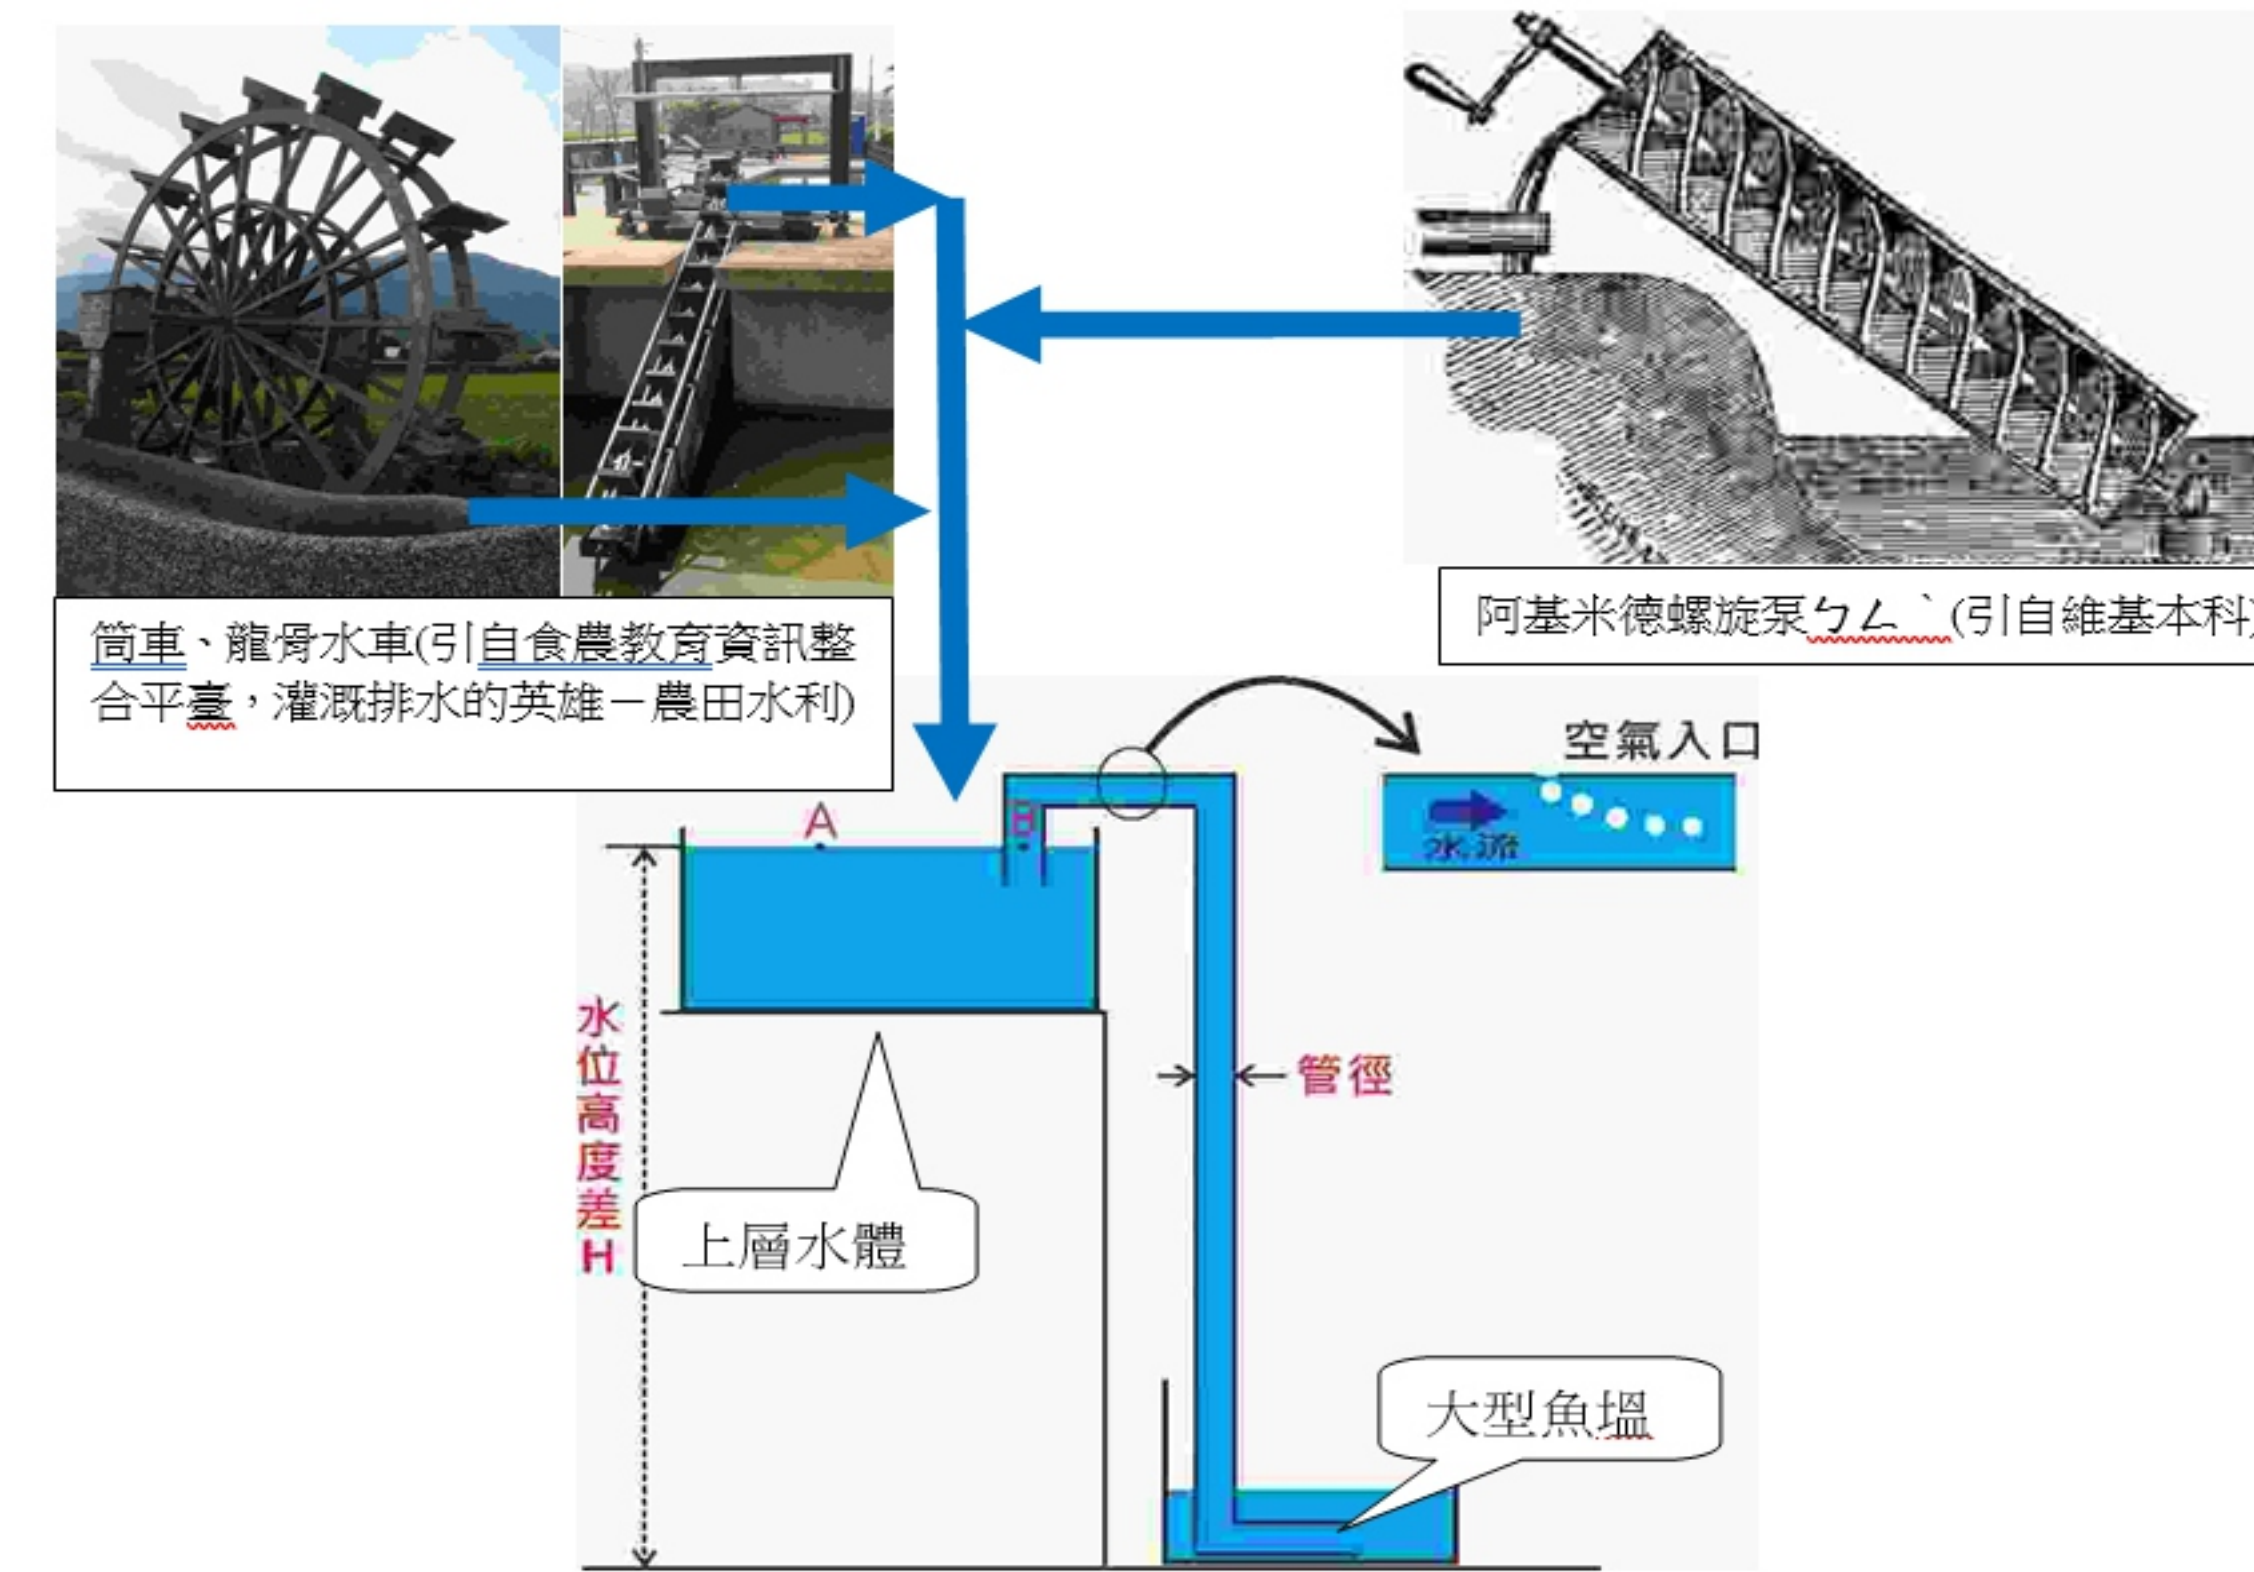 筒車、龍骨水車(引自食農教育資訊整
合平臺，灌溉排水的英雄－農田水利)
阿基米德螺旋泵ㄅㄥˋ(引自維基本科)
空氣入口
水流
A
B
水位高度差H
管徑
上層水體
大型魚塭